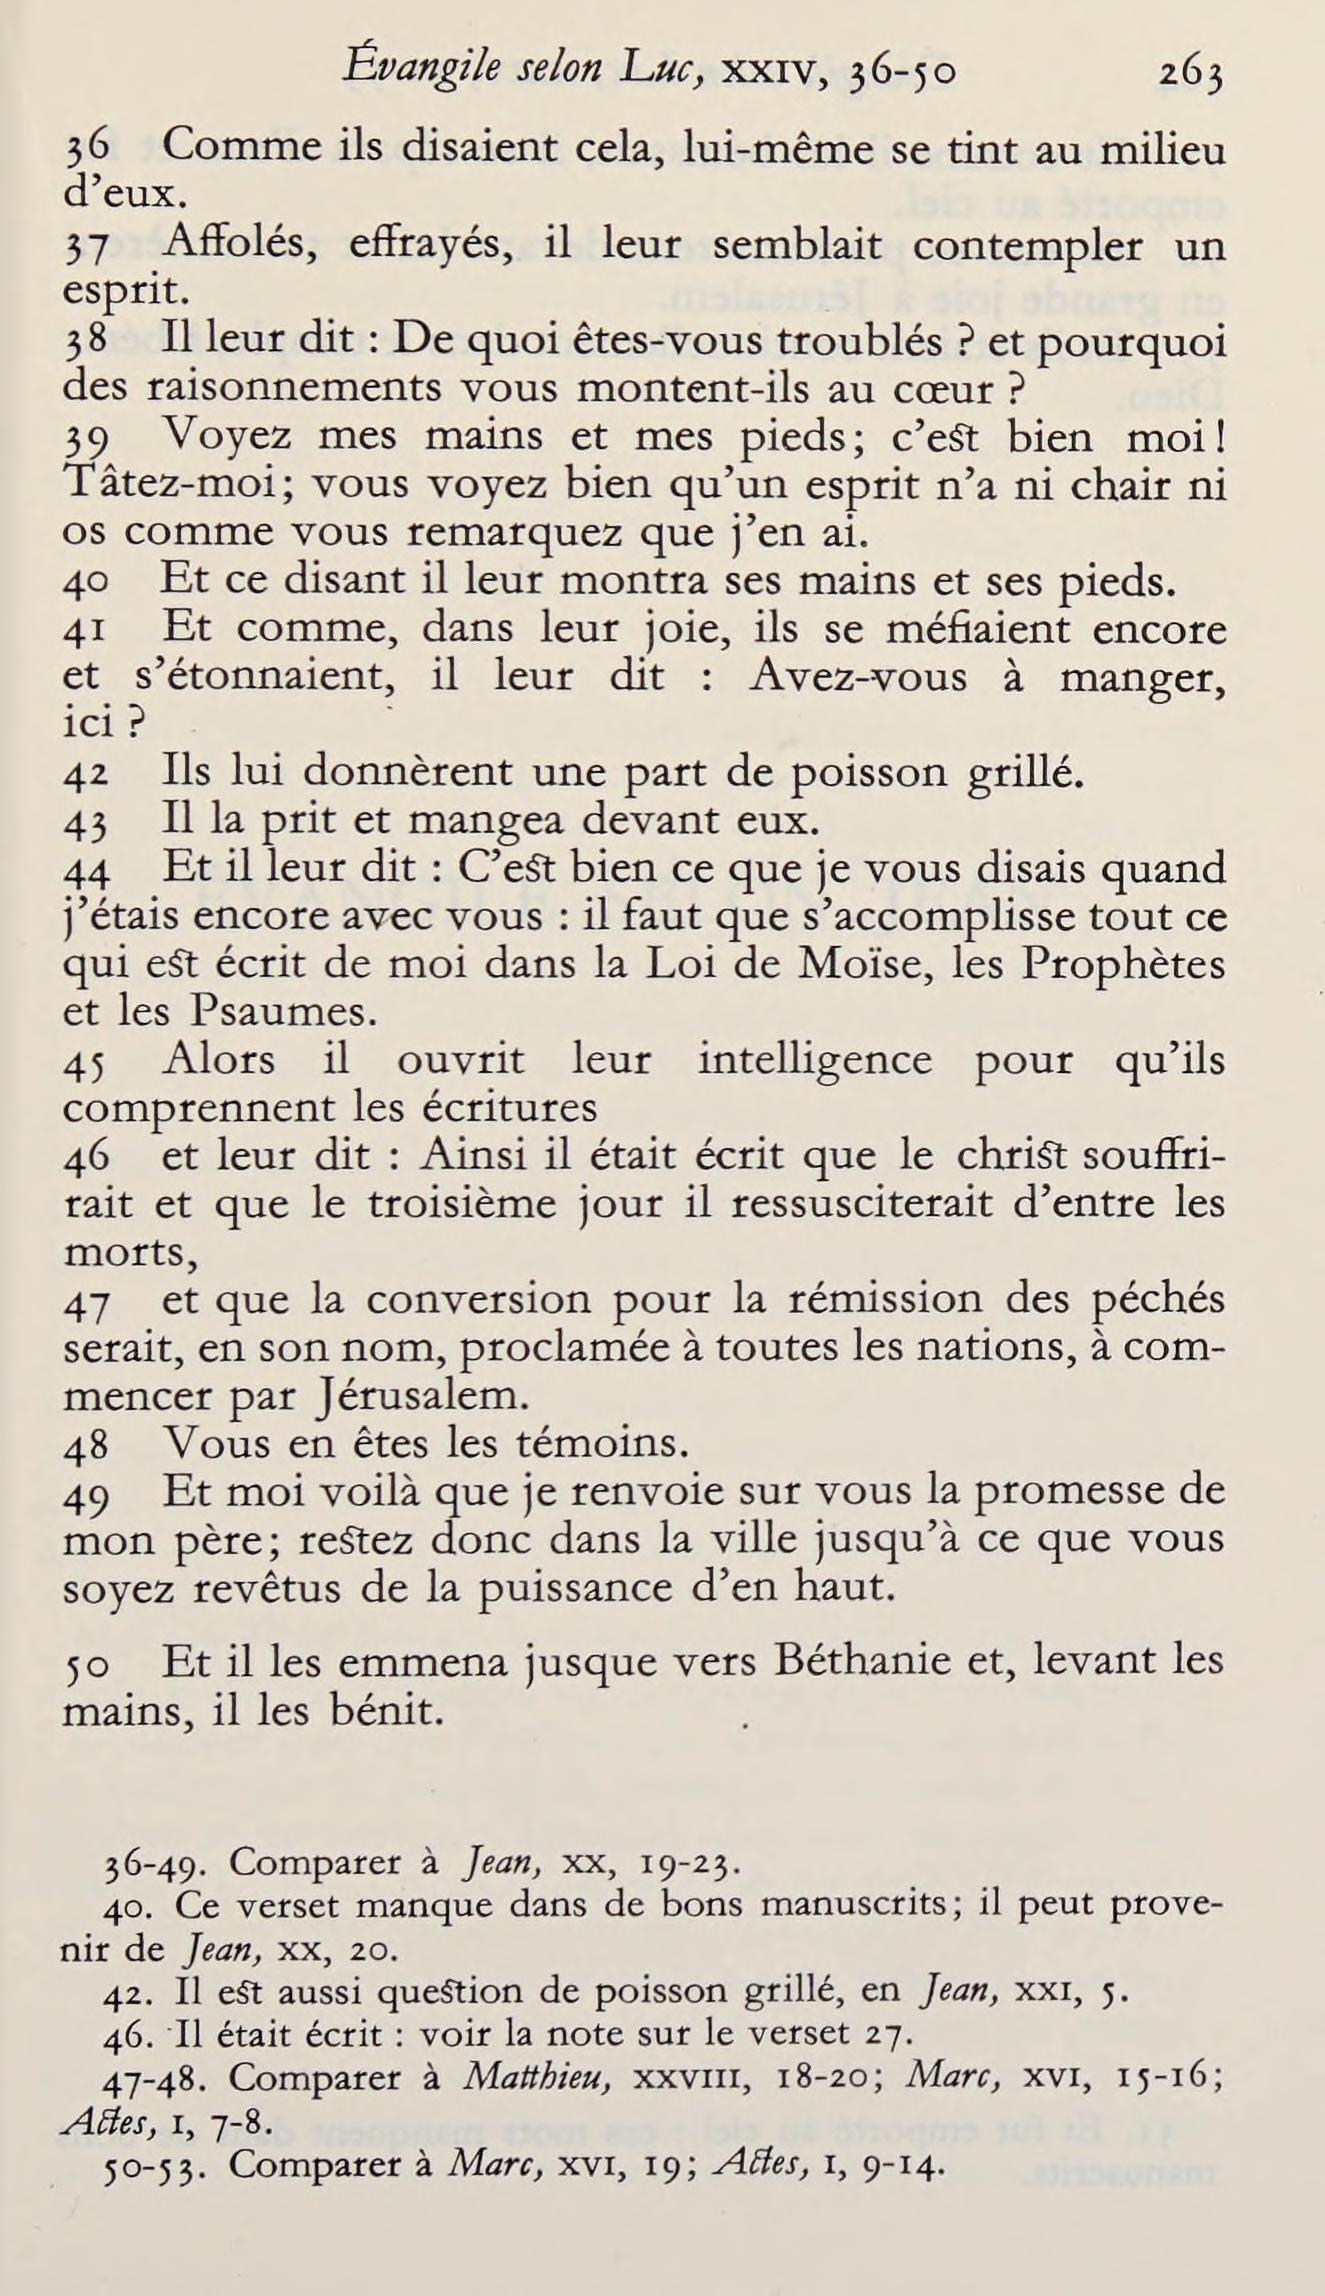 Évangile selon Luc, XXIV, 36-50 263
36 Comme ils disaient cela, lui-même se tint au milieu
d'eux.
37 Affolés, effrayés, il leur semblait contempler un
esprit.
38 Il leur dit : De quoi êtes-vous troublés ? et pourquoi
des raisonnements vous montent-ils au cœur ?
39 Voyez mes mains et mes pieds; c'est bien moi !
Tâtez-moi; vous voyez bien qu'un esprit n'a ni chair ni
os comme vous remarquez que j'en ai.
40 Et ce disant il leur montra ses mains et ses pieds.
41 Et comme, dans leur joie, ils se méfiaient encore
et s'étonnaient, il leur dit : Avez-vous à manger,
ici ?
42 Ils lui donnèrent une part de poisson grillé.
43 Il la prit et mangea devant eux.
44 Et il leur dit : C'est bien ce que je vous disais quand
j'étais encore avec vous : il faut que s'accomplisse tout ce
qui est écrit de moi dans la Loi de Moïse, les Prophètes
et les Psaumes.
45 Alors il ouvrit leur intelligence pour qu'ils
comprennent les écritures
46 et leur dit : Ainsi il était écrit que le christ souffri-
rait et que le troisième jour il ressusciterait d'entre les
morts,
47 et que la conversion pour la rémission des péchés
serait, en son nom, proclamée à toutes les nations, à com-
mencer par Jérusalem.
48 Vous en êtes les témoins.
49 Et moi voilà que je renvoie sur vous la promesse de
mon père; restez donc dans la ville jusqu'à ce que vous
soyez revêtus de la puissance d'en haut.
50 Et il les emmena jusque vers Béthanie et, levant les
mains, il les bénit.
36-49. Comparer à Jean, XX, 19-23.
40. Ce verset manque dans de bons manuscrits; il peut prove-
nir de Jean, XX, 20.
42. Il est aussi question de poisson grillé, en Jean, XXI, 5.
46. Il était écrit : voir la note sur le verset 27.
47-48. Comparer à Matthieu, XXVIII, 18-20; Marc, XVI, 15-16;
Actes, I, 7-8.
50-53. Comparer à Marc, XVI, 19; Actes, I, 9-14.